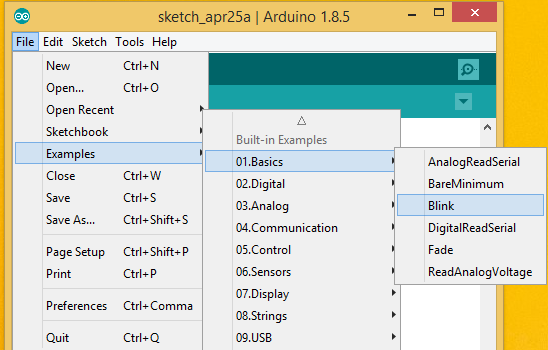 sketch_apr25a | Arduino 1.8.5
File Edit Sketch Tools Help
New Ctrl+N
Open... Ctrl+O
Open Recent
Sketchbook
Examples
Close Ctrl+W
Save Ctrl+S
Save As... Ctrl+Shift+S
Page Setup Ctrl+Shift+P
Print Ctrl+P
Preferences Ctrl+Comma
Quit Ctrl+Q
Built-in Examples
01.Basics
02.Digital
03.Analog
04.Communication
05.Control
06.Sensors
07.Display
08.Strings
09.USB
AnalogReadSerial
BareMinimum
Blink
DigitalReadSerial
Fade
ReadAnalogVoltage